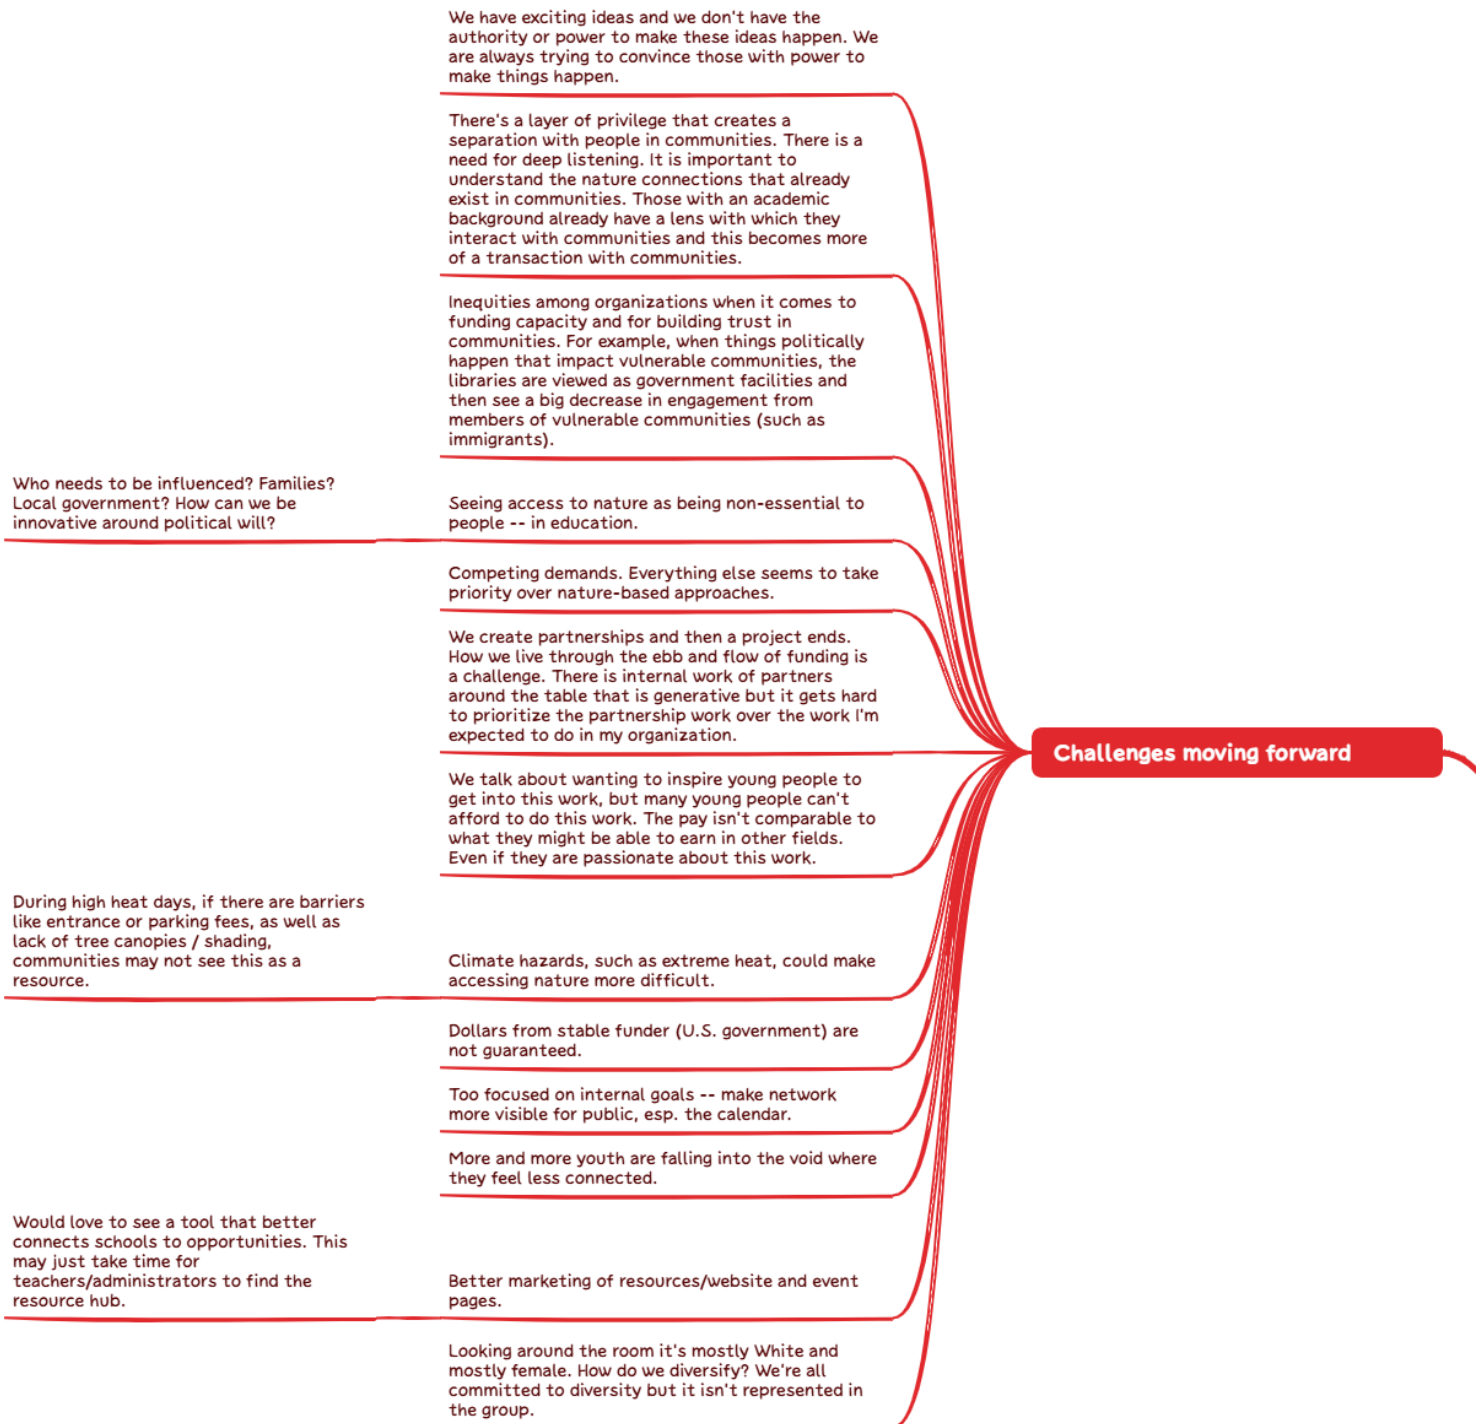 We have exciting ideas and we don't have the
authority or power to make these ideas happen. We
are always trying to convince those with power to
make things happen.
There's a layer of privilege that creates a
separation with people in communities. There is a
need for deep listening. It is important to
understand the nature connections that already
exist in communities. Those with an academic
background already have a lens with which they
interact with communities and this becomes more
of a transaction with communities.
Inequities among organizations when it comes to
funding capacity and for building trust in
communities. For example, when things politically
happen that impact vulnerable communities, the
libraries are viewed as government facilities and
then see a big decrease in engagement from
members of vulnerable communities (such as
immigrants).
Who needs to be influenced? Families?
Local government? How can we be
innovative around political will?
Seeing access to nature as being non-essential to
people -- in education.
Competing demands. Everything else seems to take
priority over nature-based approaches.
We create partnerships and then a project ends.
How we live through the ebb and flow of funding is
a challenge. There is internal work of partners
around the table that is generative but it gets hard
to prioritize the partnership work over the work I'm
expected to do in my organization.
Challenges moving forward
We talk about wanting to inspire young people to
get into this work, but many young people can't
afford to do this work. The pay isn't comparable to
what they might be able to earn in other fields.
Even if they are passionate about this work.
During high heat days, if there are barriers
like entrance or parking fees, as well as
lack of tree canopies / shading,
communities may not see this as a
resource.
Climate hazards, such as extreme heat, could make
accessing nature more difficult.
Dollars from stable funder (U.S. government) are
not guaranteed.
Too focused on internal goals -- make network
more visible for public, esp. the calendar.
More and more youth are falling into the void where
they feel less connected.
Would love to see a tool that better
connects schools to opportunities. This
may just take time for
teachers/administrators to find the
resource hub.
Better marketing of resources/website and event
pages.
Looking around the room it's mostly White and
mostly female. How do we diversify? We're all
committed to diversity but it isn't represented in
the group.